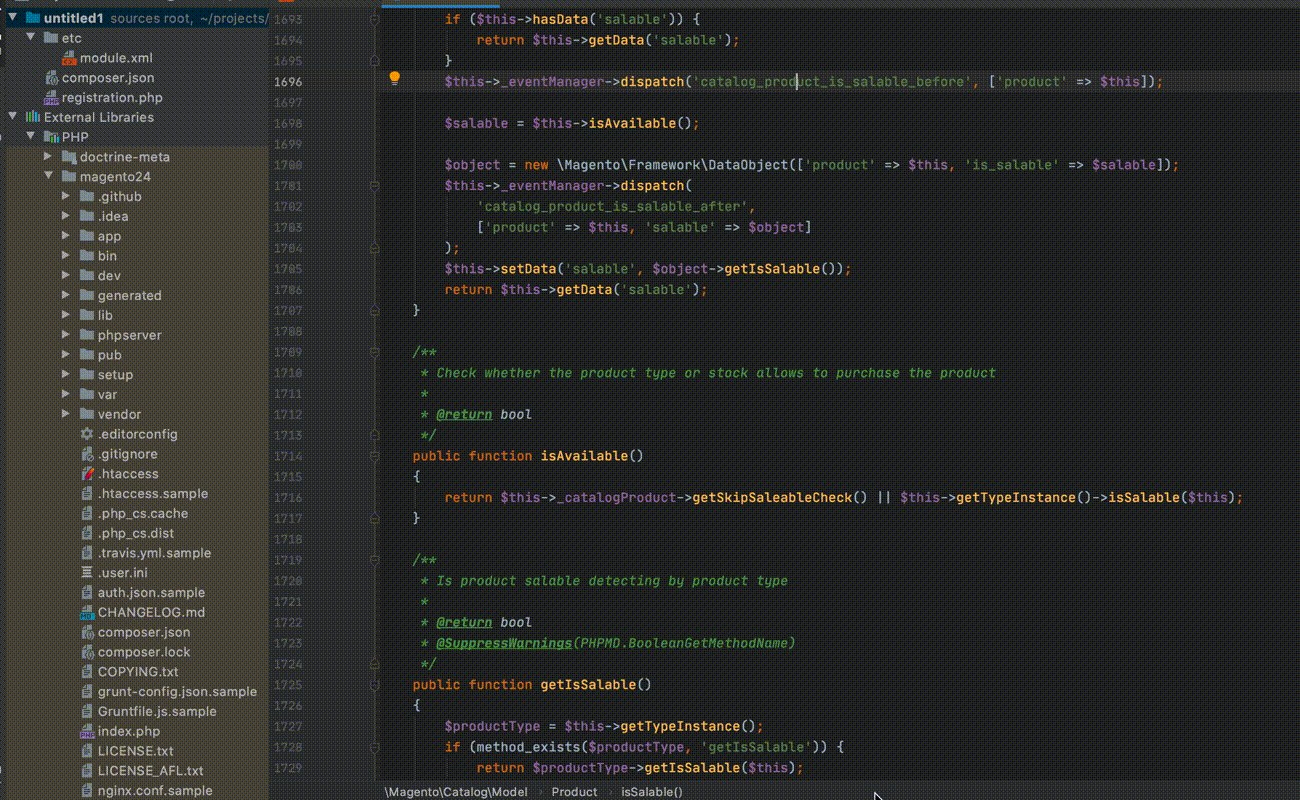 untitled1 sources root, ~/projects/
etc
module.xml
composer.json
registration.php
External Libraries
PHP
doctrine-meta
magento24
.github
.idea
app
bin
dev
generated
lib
phpserver
pub
setup
var
vendor
.editorconfig
.gitignore
.htaccess
.htaccess.sample
.php_cs.cache
.php_cs.dist
.travis.yml.sample
.user.ini
auth.json.sample
CHANGELOG.md
composer.json
composer.lock
COPYING.txt
grunt-config.json.sample
Gruntfile.js.sample
index.php
LICENSE.txt
LICENSE_AFL.txt
nginx.conf.sample
1693 if ($this->hasData('salable')) {
1694 return $this->getData('salable');
1695 }
1696 $this->_eventManager->dispatch('catalog_product_is_salable_before', ['product' => $this]);
1697
1698 $salable = $this->isAvailable();
1699
1700 $object = new \Magento\Framework\DataObject(['product' => $this, 'is_salable' => $salable]);
1701 $this->_eventManager->dispatch(
1702 'catalog_product_is_salable_after',
1703 ['product' => $this, 'salable' => $object]
1704 );
1705 $this->setData('salable', $object->getIsSalable());
1706 return $this->getData('salable');
1707 }
1708
1709 /**
1710 * Check whether the product type or stock allows to purchase the product
1711 *
1712 * @return bool
1713 */
1714 public function isAvailable()
1715 {
1716 return $this->_catalogProduct->getSkipSaleableCheck() || $this->getTypeInstance()->isSalable($this);
1717 }
1718
1719 /**
1720 * Is product salable detecting by product type
1721 *
1722 * @return bool
1723 * @SuppressWarnings(PHPMD.BooleanGetMethodName)
1724 */
1725 public function getIsSalable()
1726 {
1727 $productType = $this->getTypeInstance();
1728 if (method_exists($productType, 'getIsSalable')) {
1729 return $productType->getIsSalable($this);
\Magento\Catalog\Model › Product › isSalable()